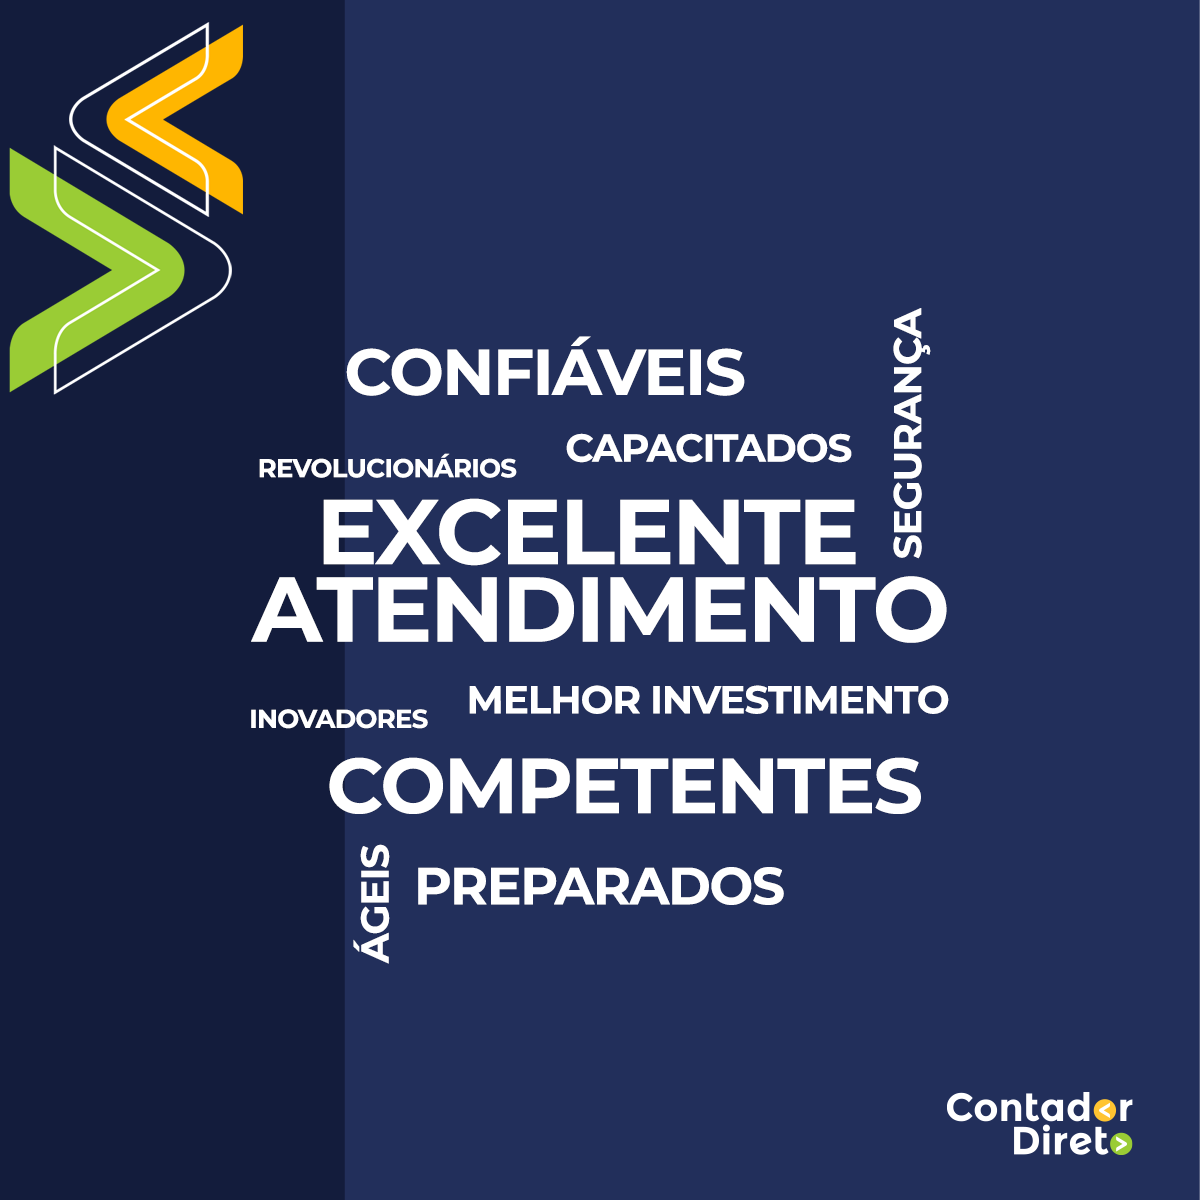 CONFIÁVEIS
SEGURANÇA
CAPACITADOS
REVOLUCIONÁRIOS
EXCELENTE
ATENDIMENTO
MELHOR INVESTIMENTO
INOVADORES
COMPETENTES
ÁGEIS
PREPARADOS
Contador
Direto